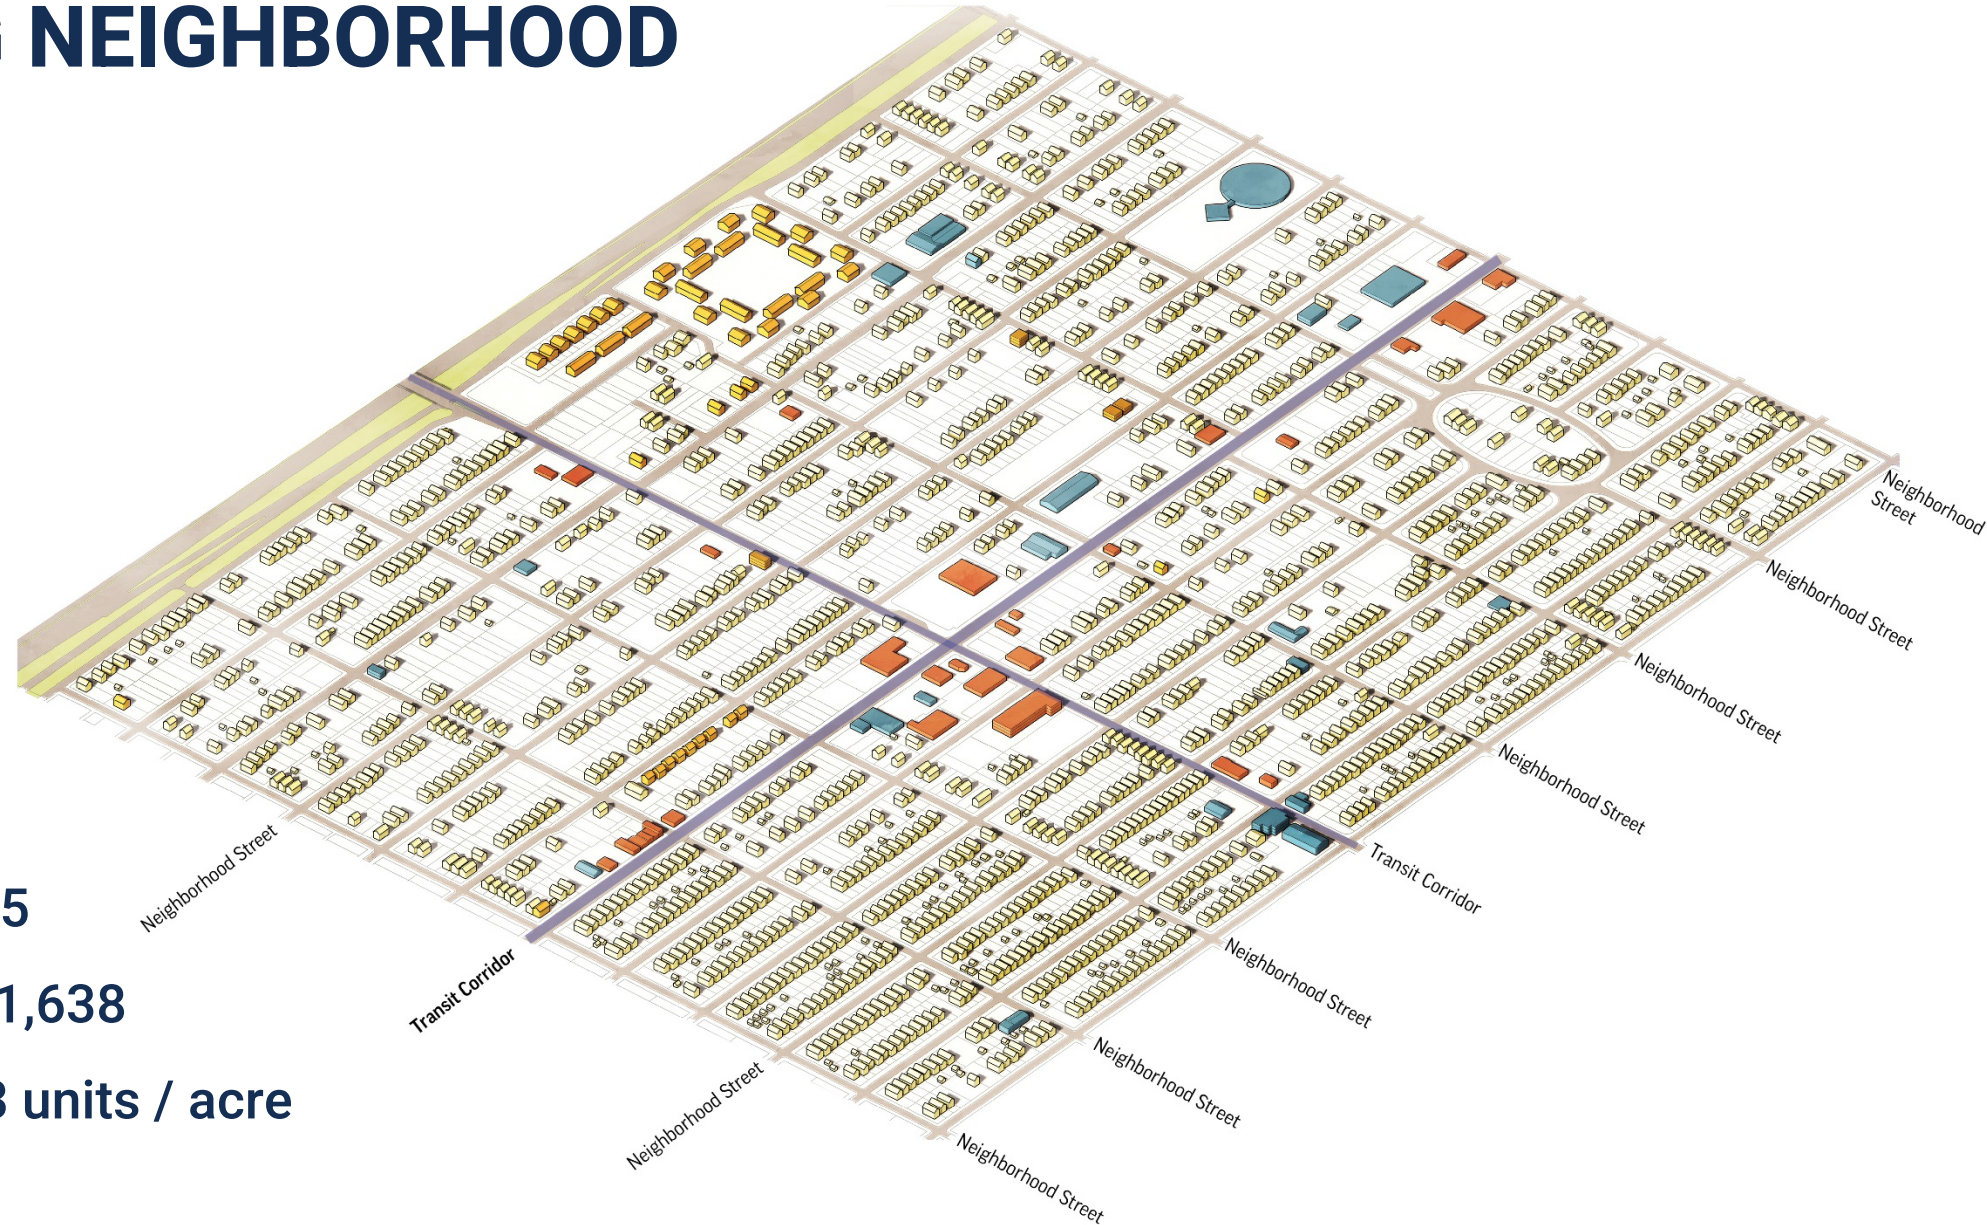 NEIGHBORHOOD
Neighborhood
Street
Neighborhood Street
Neighborhood Street
Neighborhood Street
Neighborhood Street
Transit Corridor
Neighborhood Street
5
Transit Corridor
Neighborhood Street
1,638
Neighborhood Street
Neighborhood Street
units / acre
Neighborhood Street